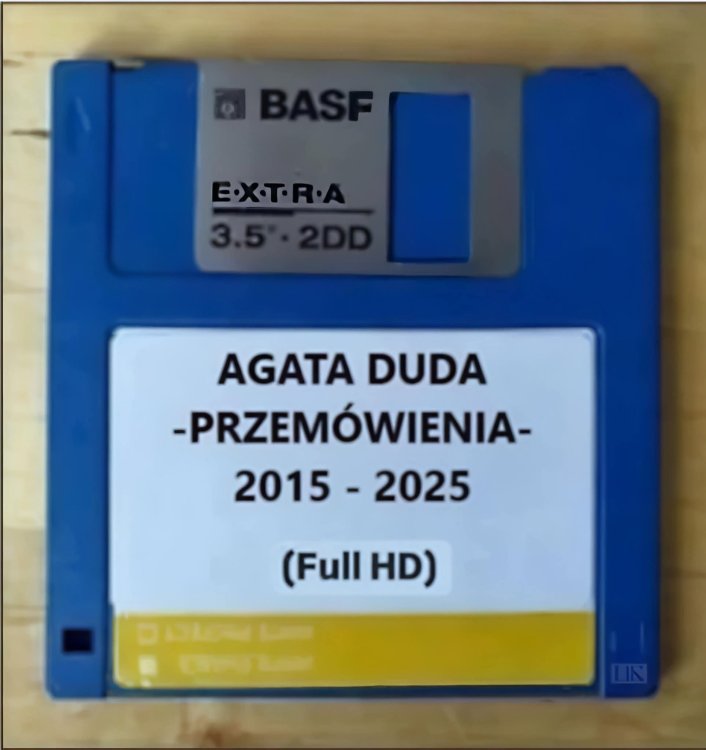 BASF
E·X·T·R·A
3.5"·2DD
AGATA DUDA
-PRZEMÓWIENIA-
2015 - 2025
(Full HD)